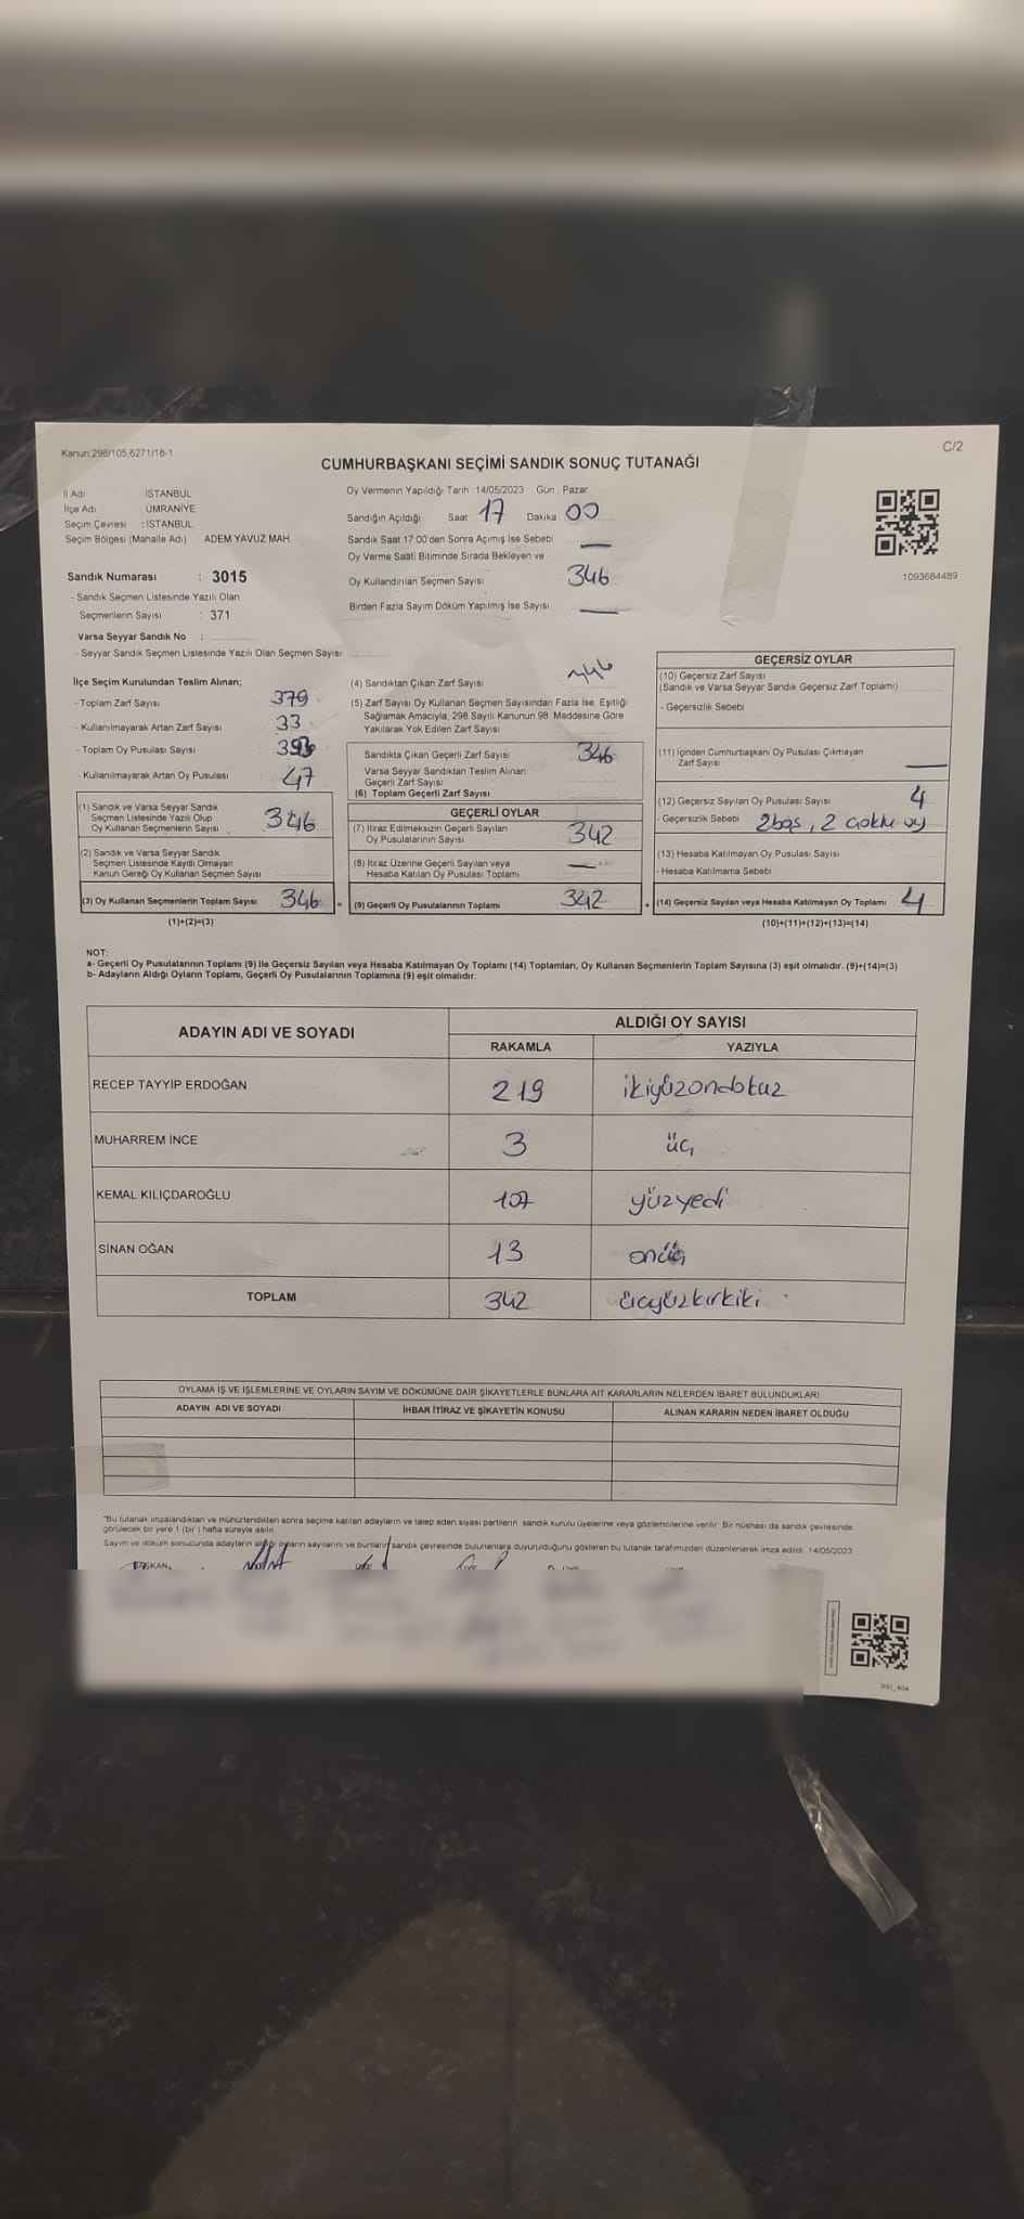 Kanun:298/105,6271/16-1
C/2
CUMHURBAŞKANI SEÇİMİ SANDIK SONUÇ TUTANAĞI
İl Adı İSTANBUL
İlçe Adı ÜMRANİYE
Seçim Çevresi : İSTANBUL
Seçim Bölgesi (Mahalle Adı) ADEM YAVUZ MAH.
Sandık Numarası : 3015
- Sandık Seçmen Listesinde Yazılı Olan
Seçmenlerin Sayısı : 371
Varsa Seyyar Sandık No :
- Seyyar Sandık Seçmen Listesinde Yazılı Olan Seçmen Sayısı
Oy Vermenin Yapıldığı Tarih :14/05/2023 Gün : Pazar
Sandığın Açıldığı Saat 17 Dakika 00
Sandık Saat 17:00'den Sonra Açılmış İse Sebebi —
Oy Verme Saati Bitiminde Sırada Bekleyen ve
Oy Kullandırılan Seçmen Sayısı 346
Birden Fazla Sayım Döküm Yapılmış İse Sayısı —
1093684489
İlçe Seçim Kurulundan Teslim Alınan;
- Toplam Zarf Sayısı 379
- Kullanılmayarak Artan Zarf Sayısı 33
- Toplam Oy Pusulası Sayısı
- Kullanılmayarak Artan Oy Pusulası 47
(1) Sandık ve Varsa Seyyar Sandık
Seçmen Listesinde Yazılı Olup
Oy Kullanan Seçmenlerin Sayısı 346
(2) Sandık ve Varsa Seyyar Sandık
Seçmen Listesinde Kayıtlı Olmayan
Kanun Gereği Oy Kullanan Seçmen Sayısı
(3) Oy Kullanan Seçmenlerin Toplam Sayısı 346
(1)+(2)=(3)
(4) Sandıktan Çıkan Zarf Sayısı 346
(5) Zarf Sayısı Oy Kullanan Seçmen Sayısından Fazla İse, Eşitliği
Sağlamak Amacıyla, 298 Sayılı Kanunun 98. Maddesine Göre
Yakılarak Yok Edilen Zarf Sayısı
Sandıkta Çıkan Geçerli Zarf Sayısı 346
Varsa Seyyar Sandıktan Teslim Alınan
Geçerli Zarf Sayısı
(6) Toplam Geçerli Zarf Sayısı
GEÇERLİ OYLAR
(7) İtiraz Edilmeksizin Geçerli Sayılan
Oy Pusulalarının Sayısı 342
(8) İtiraz Üzerine Geçerli Sayılan veya
Hesaba Katılan Oy Pusulası Toplamı —
(9) Geçerli Oy Pusulalarının Toplamı 342
GEÇERSİZ OYLAR
(10) Geçersiz Zarf Sayısı
(Sandık ve Varsa Seyyar Sandık Geçersiz Zarf Toplamı)
- Geçersizlik Sebebi
(11) İçinden Cumhurbaşkanı Oy Pusulası Çıkmayan
Zarf Sayısı —
(12) Geçersiz Sayılan Oy Pusulası Sayısı 4
- Geçersizlik Sebebi 2 boş, 2 çoklu oy
(13) Hesaba Katılmayan Oy Pusulası Sayısı
- Hesaba Katılmama Sebebi
(14) Geçersiz Sayılan veya Hesaba Katılmayan Oy Toplamı 4
(10)+(11)+(12)+(13)=(14)
NOT:
a- Geçerli Oy Pusulalarının Toplamı (9) ile Geçersiz Sayılan veya Hesaba Katılmayan Oy Toplamı (14) Toplamları, Oy Kullanan Seçmenlerin Toplam Sayısına (3) eşit olmalıdır. (9)+(14)=(3)
b- Adayların Aldığı Oyların Toplamı, Geçerli Oy Pusulalarının Toplamına (9) eşit olmalıdır.
ADAYIN ADI VE SOYADI
ALDIĞI OY SAYISI
RAKAMLA YAZIYLA
RECEP TAYYİP ERDOĞAN 219 ikiyüzondokuz
MUHARREM İNCE 3 üç
KEMAL KILIÇDAROĞLU 107 yüzyedi
SİNAN OĞAN 13 onüç
TOPLAM 342 üçyüzkırkiki
OYLAMA İŞ VE İŞLEMLERİNE VE OYLARIN SAYIM VE DÖKÜMÜNE DAİR ŞİKAYETLERLE BUNLARA AİT KARARLARIN NELERDEN İBARET BULUNDUKLARI
ADAYIN ADI VE SOYADI İHBAR İTİRAZ VE ŞİKAYETİN KONUSU ALINAN KARARIN NEDEN İBARET OLDUĞU
"Bu tutanak imzalandıktan ve mühürlendikten sonra seçime katılan adayların ve talep eden siyasi partilerin sandık kurulu üyelerine veya gözlemcilerine verilir. Bir nüshası da sandık çevresinde
görülecek bir yere 1 (bir) hafta süreyle asılır.
Sayım ve döküm sonucunda adayların aldığı oyların sayılarını ve bunların sandık çevresinde bulunanlara duyurulduğunu gösteren bu tutanak tarafımızdan düzenlenerek imza edildi. 14/05/2023
BAŞKAN